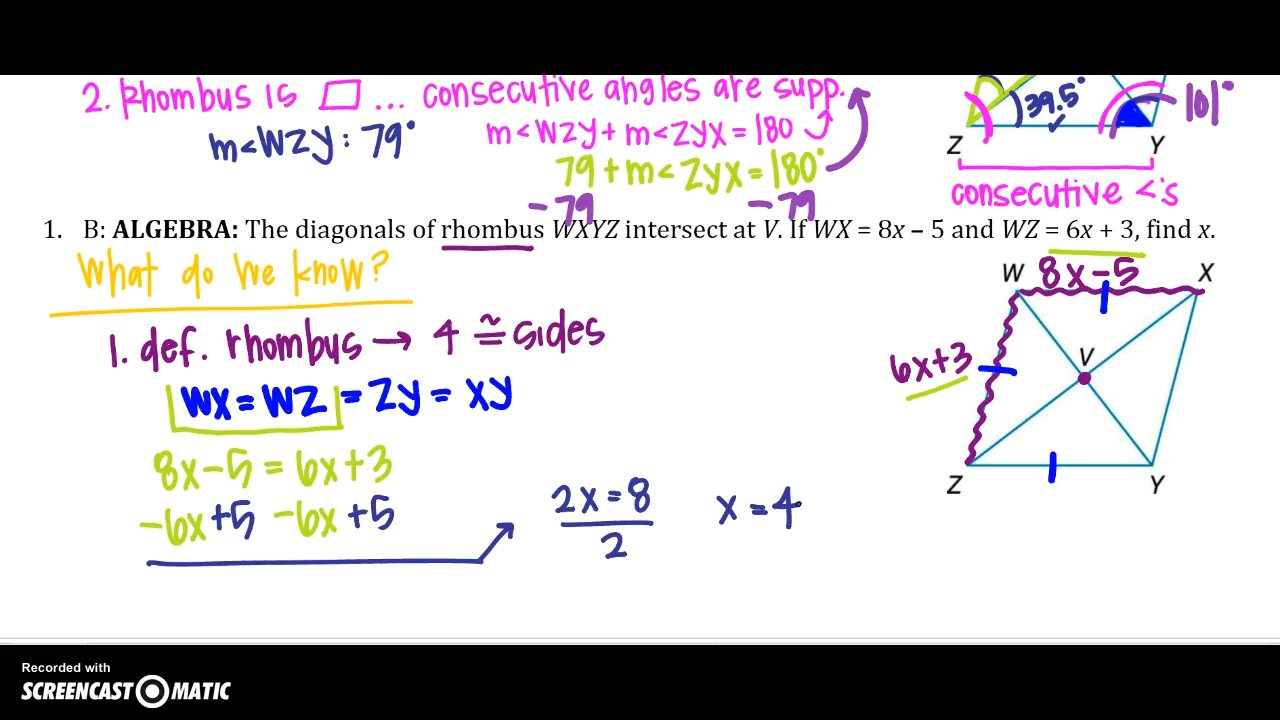 2. Rhombus is ▱ ... consecutive angles are supp.
m<WZY: 79°
m<WZY + m<ZYX = 180
79 + m<ZYX = 180°
-79 -79
39.5°
101°
Z Y
consecutive <'s
1. B: ALGEBRA: The diagonals of rhombus WXYZ intersect at V. If WX = 8x – 5 and WZ = 6x + 3, find x.
What do we know?
1. def. rhombus → 4 ≅ sides
WX = WZ = ZY = XY
8x-5 = 6x+3
-6x +5 -6x +5
2x = 8
2
x = 4
W 8x-5 X
6x+3
V
Z Y
Recorded with
SCREENCAST MATIC